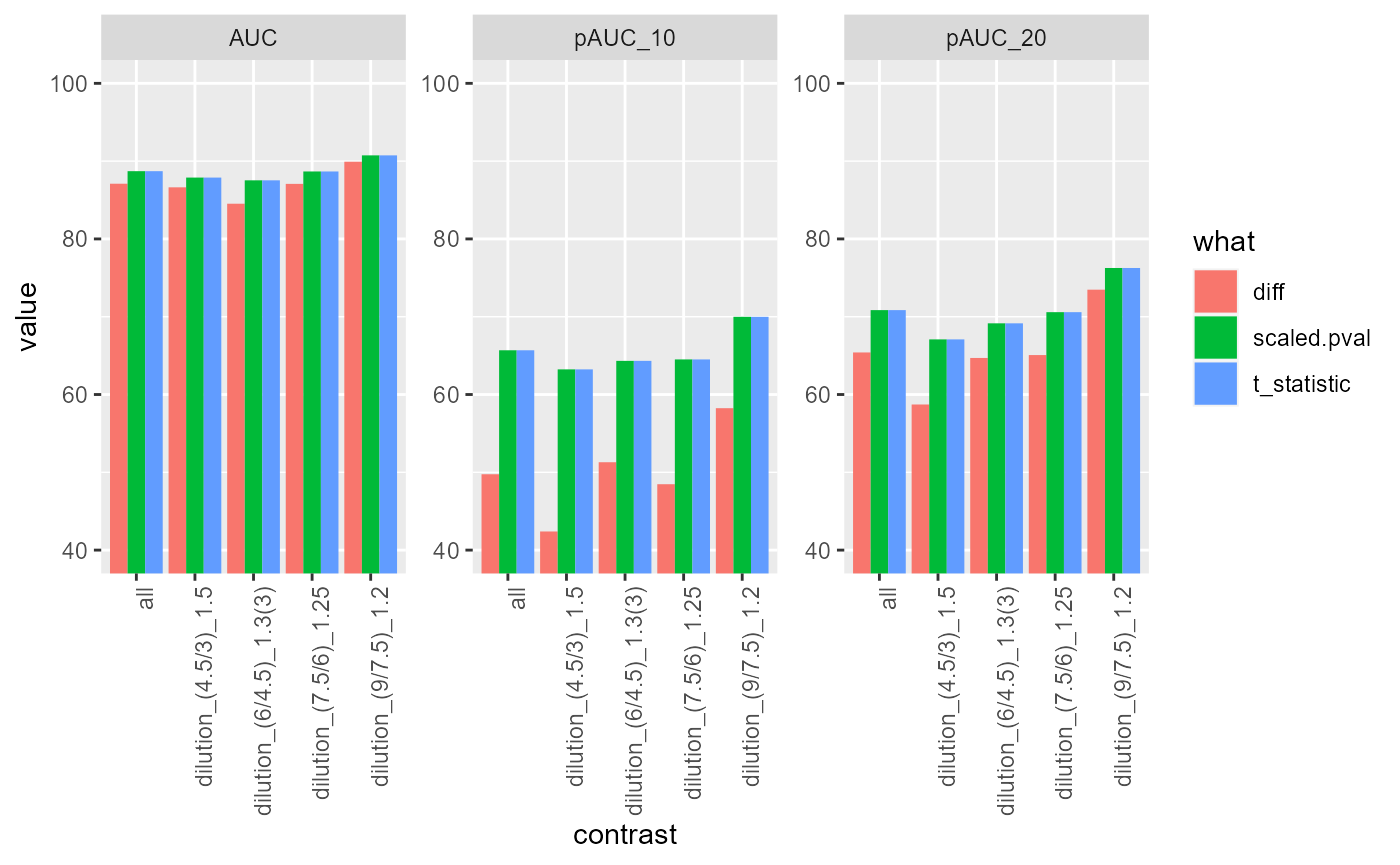 AUC
pAUC_10
pAUC_20
value
100
80
60
40
100
80
60
40
100
80
60
40
all
dilution_(4.5/3)_1.5
dilution_(6/4.5)_1.3(3)
dilution_(7.5/6)_1.25
dilution_(9/7.5)_1.2
all
dilution_(4.5/3)_1.5
dilution_(6/4.5)_1.3(3)
dilution_(7.5/6)_1.25
dilution_(9/7.5)_1.2
all
dilution_(4.5/3)_1.5
dilution_(6/4.5)_1.3(3)
dilution_(7.5/6)_1.25
dilution_(9/7.5)_1.2
contrast
what
diff
scaled.pval
t_statistic